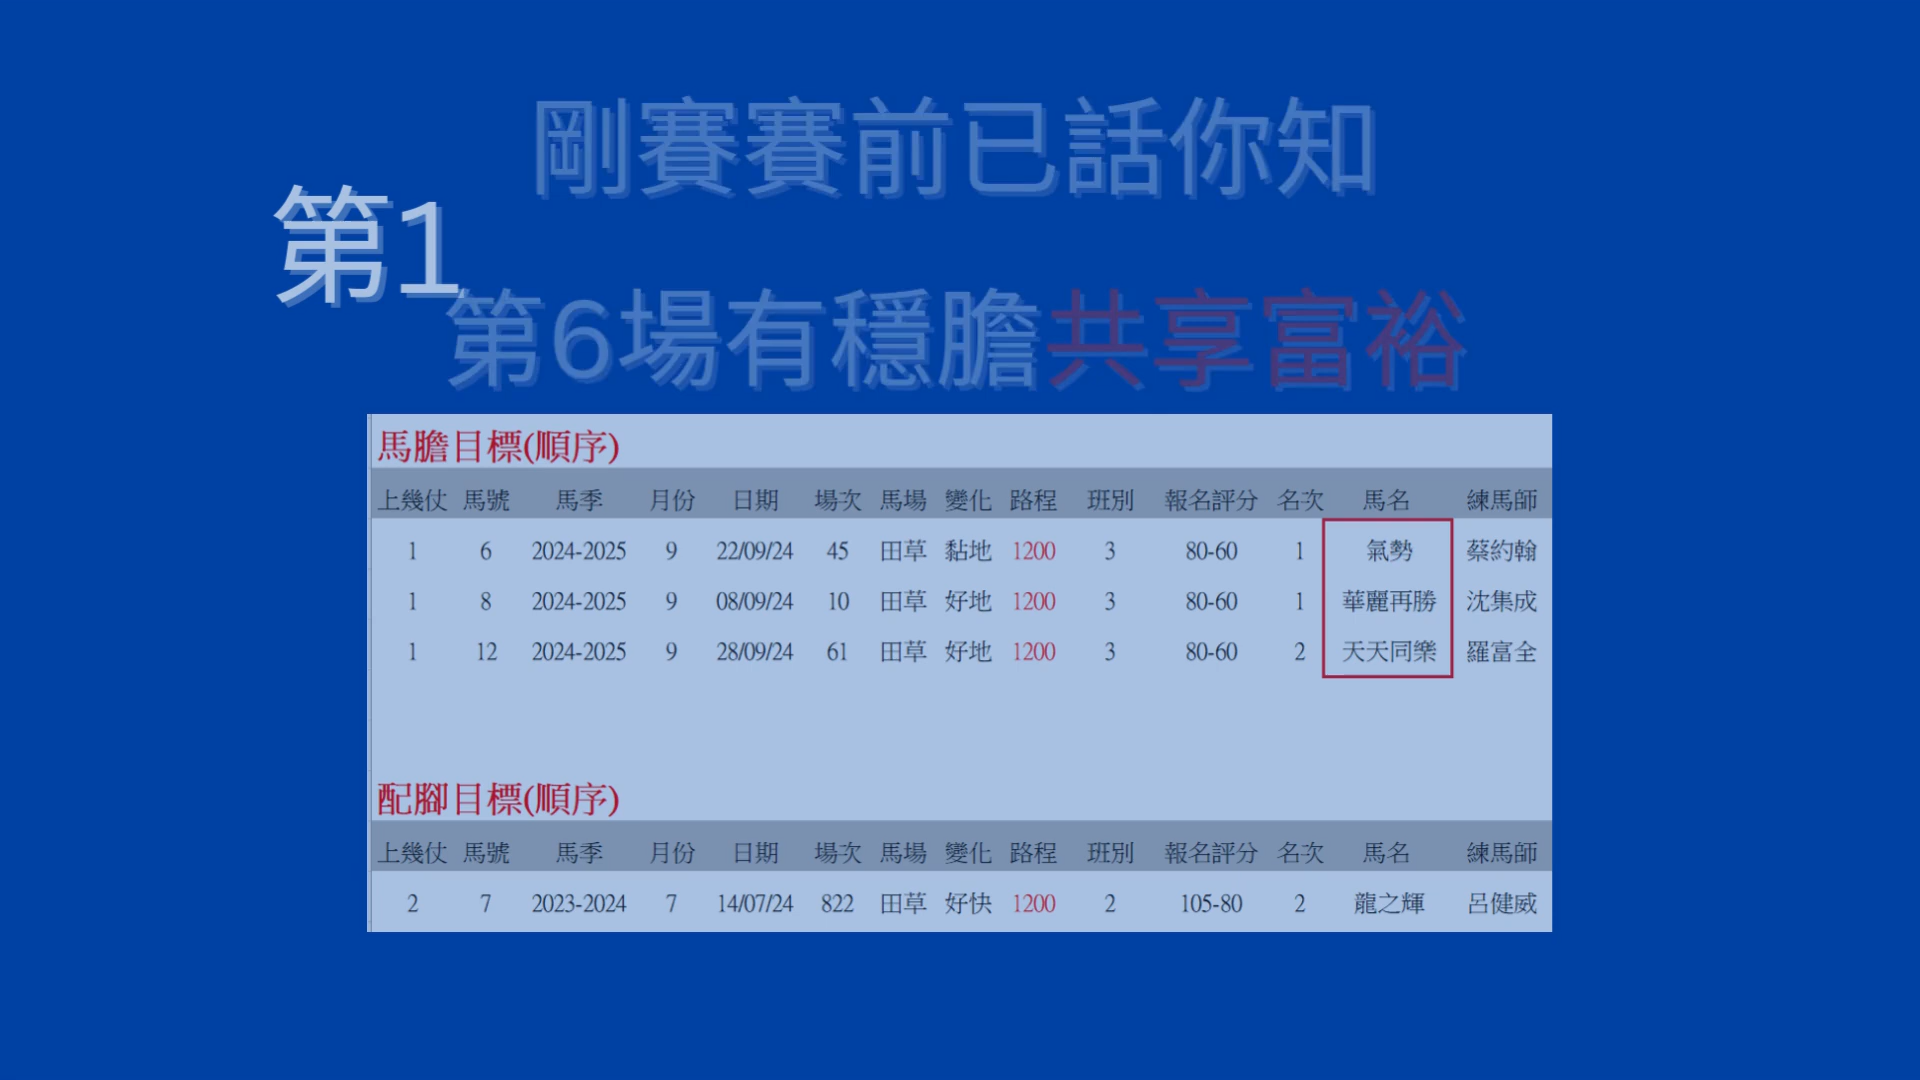 剛賽賽前已話你知
第1
第6場有穩膽共享富裕
馬膽目標(順序)
上幾仗 馬號 馬季 月份 日期 場次 馬場 變化 路程 班別 報名評分 名次 馬名 練馬師
1 6 2024-2025 9 22/09/24 45 田草 黏地 1200 3 80-60 1 氣勢 蔡約翰
1 8 2024-2025 9 08/09/24 10 田草 好地 1200 3 80-60 1 華麗再勝 沈集成
1 12 2024-2025 9 28/09/24 61 田草 好地 1200 3 80-60 2 天天同樂 羅富全
配腳目標(順序)
上幾仗 馬號 馬季 月份 日期 場次 馬場 變化 路程 班別 報名評分 名次 馬名 練馬師
2 7 2023-2024 7 14/07/24 822 田草 好快 1200 2 105-80 2 龍之輝 呂健威